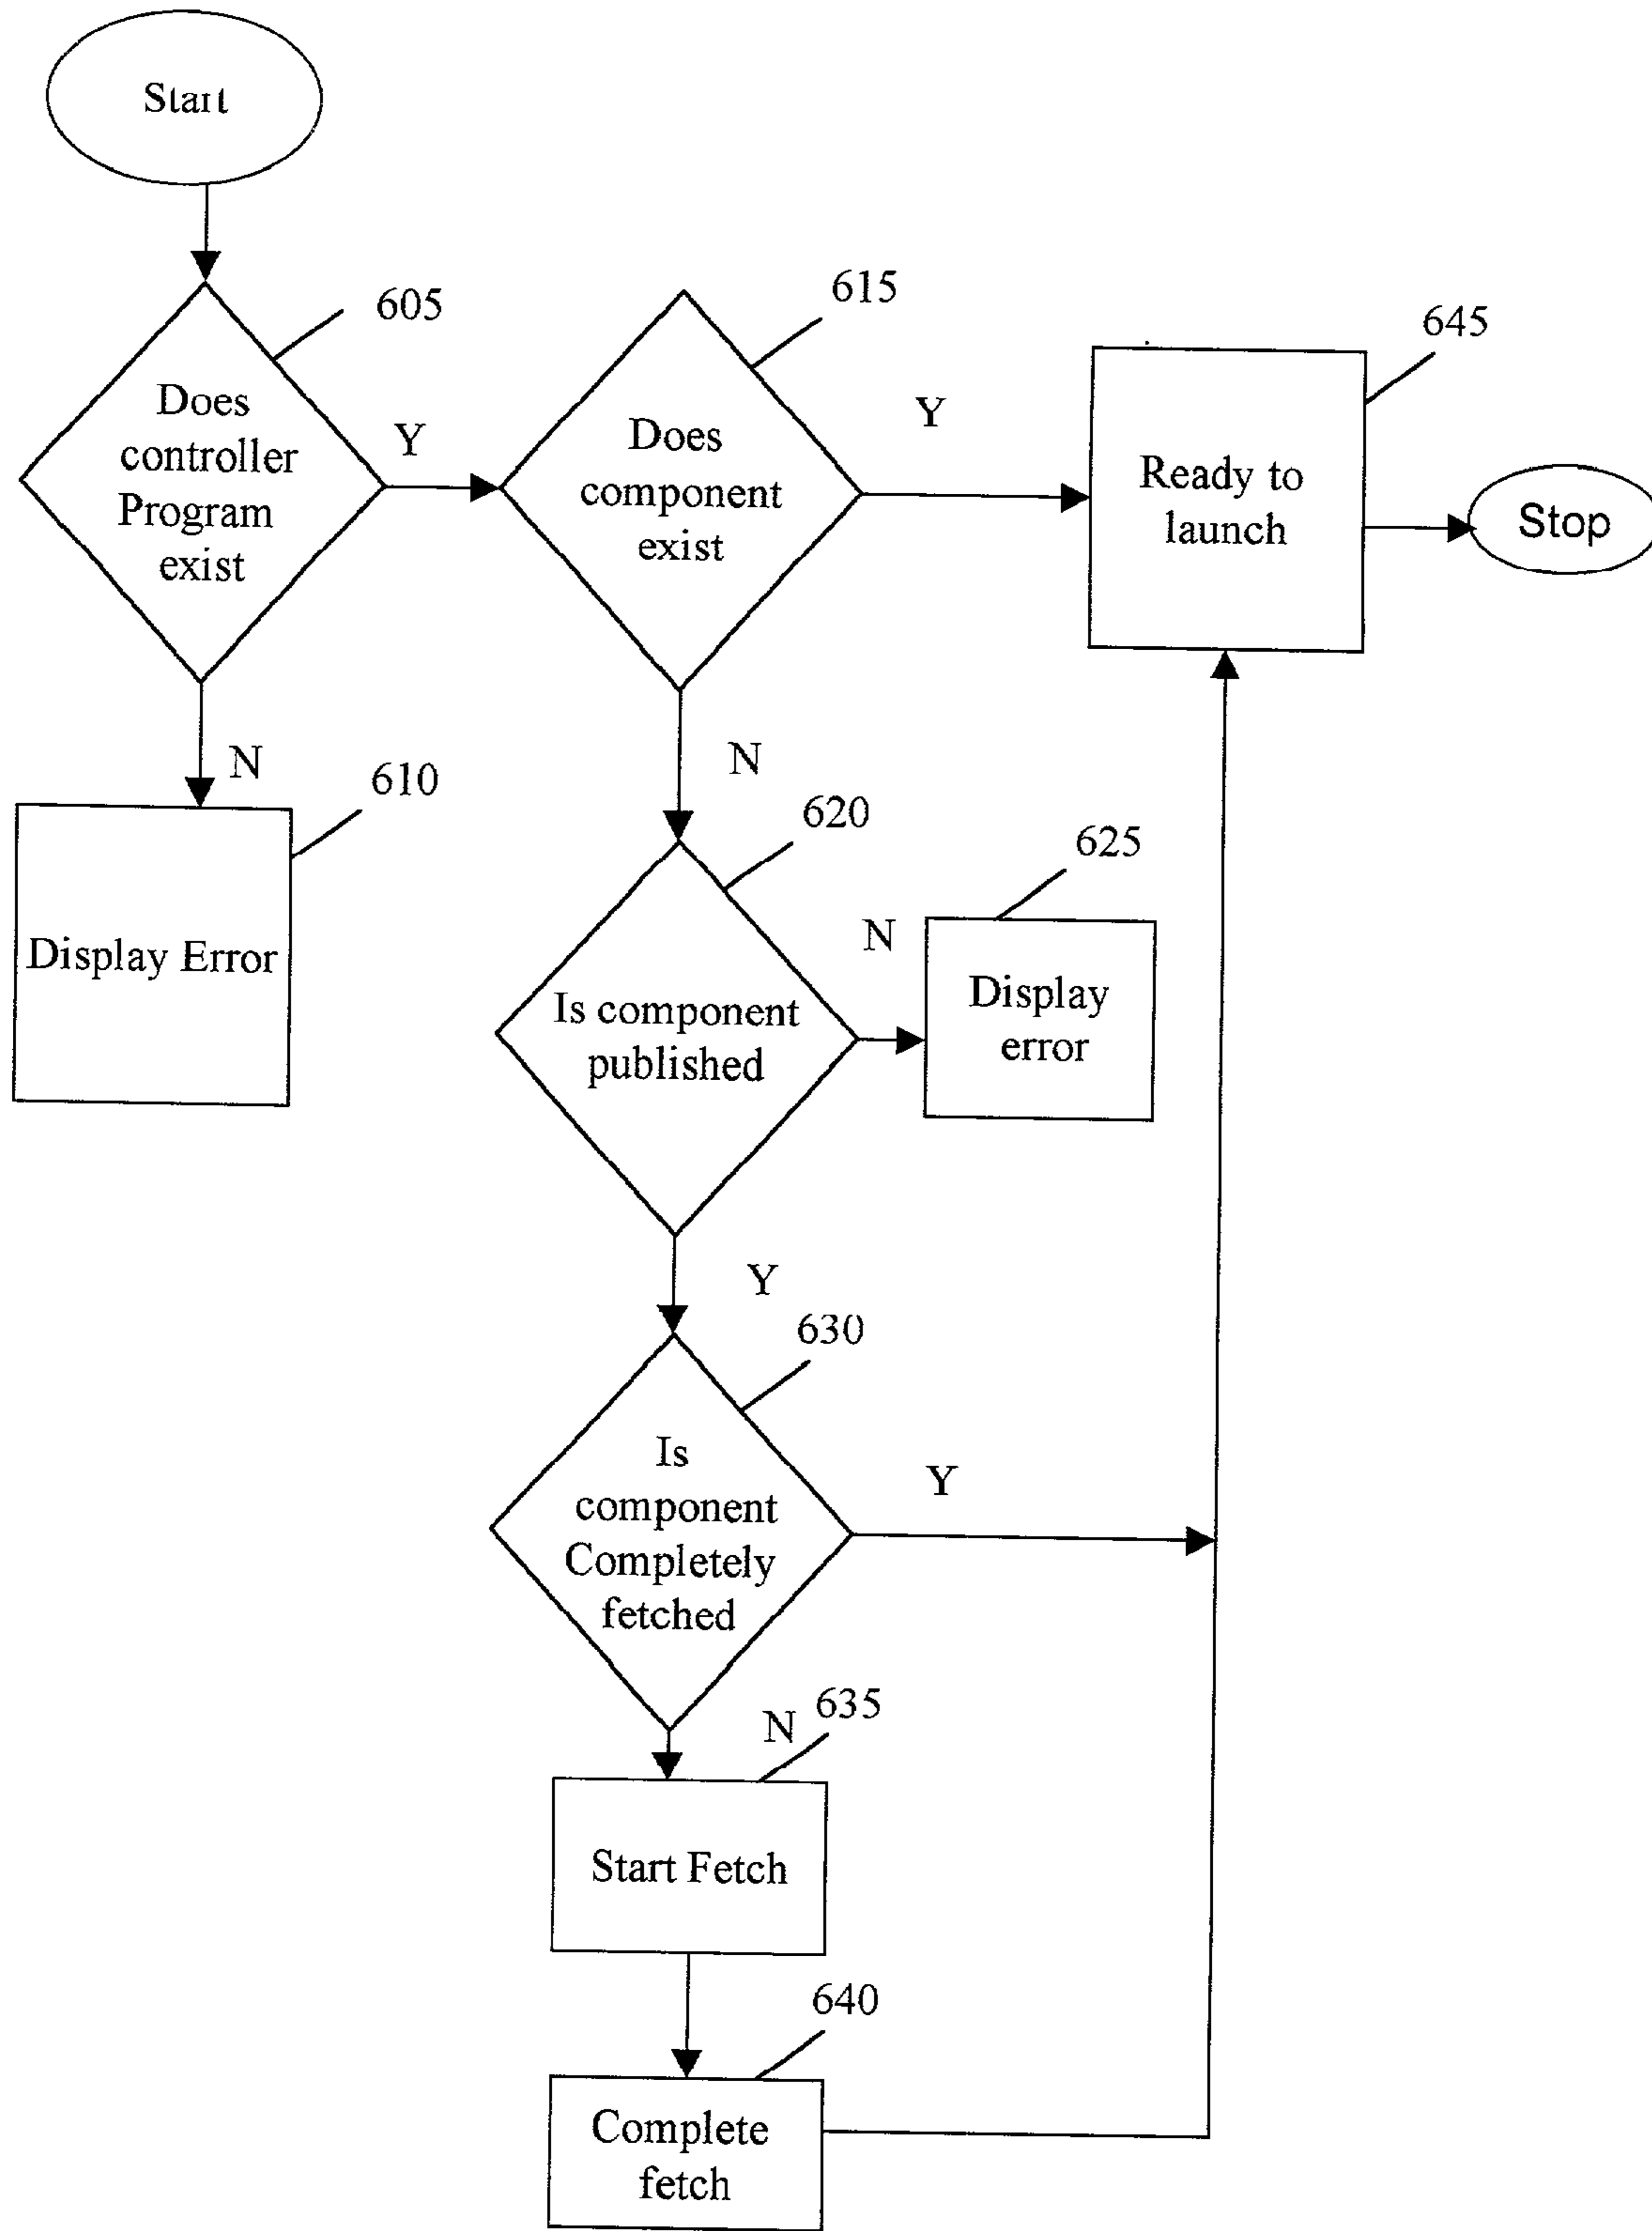 Start
605
Does
controller
Program
exist
Y
N
610
Display Error
615
Does
component
exist
Y
N
645
Ready to
launch
Stop
620
Is component
published
N
625
Display
error
Y
630
Is
component
Completely
fetched
Y
N
635
Start Fetch
640
Complete
fetch